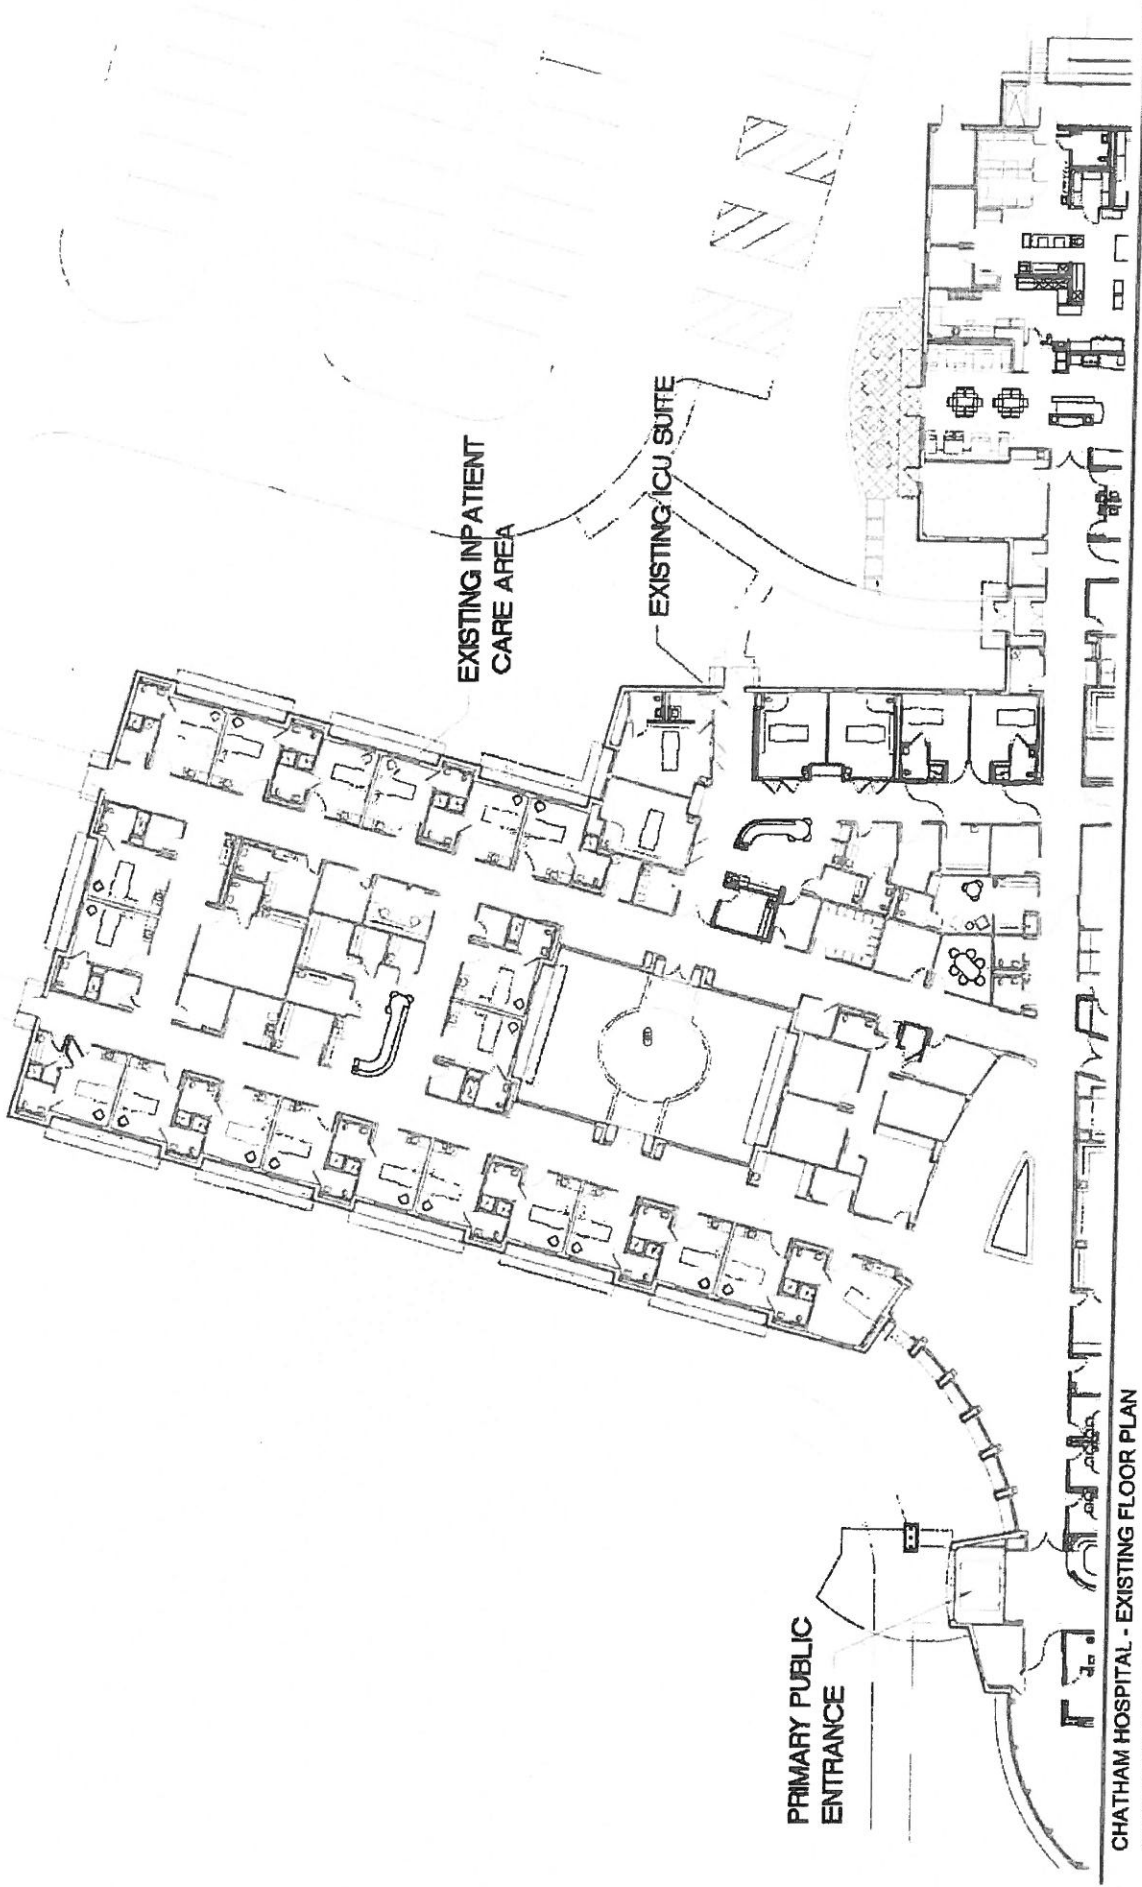 EXISTING INPATIENT
CARE AREA
EXISTING ICU SUITE
PRIMARY PUBLIC
ENTRANCE
CHATHAM HOSPITAL - EXISTING FLOOR PLAN